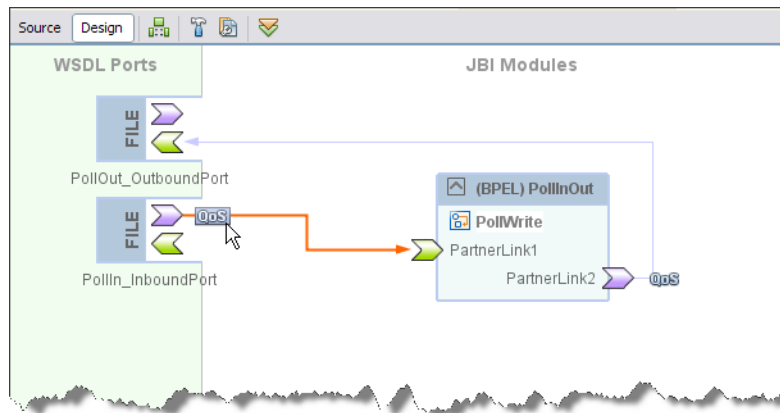 Source Design
WSDL Ports
JBI Modules
FILE
PollOut_OutboundPort
FILE
QoS
PollIn_InboundPort
(BPEL) PollInOut
PollWrite
PartnerLink1
PartnerLink2
QoS